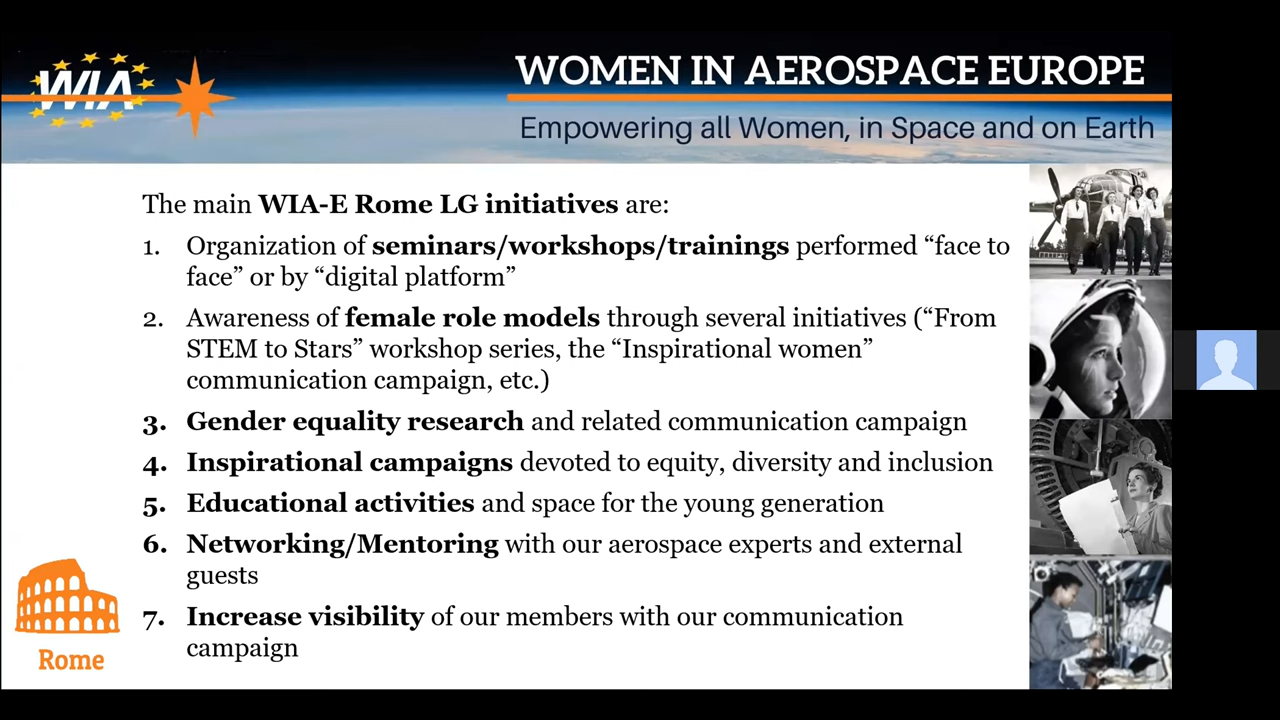 WIA
WOMEN IN AEROSPACE EUROPE
Empowering all Women, in Space and on Earth
The main WIA-E Rome LG initiatives are:
1. Organization of seminars/workshops/trainings performed “face to
face” or by “digital platform”
2. Awareness of female role models through several initiatives (“From
STEM to Stars” workshop series, the “Inspirational women”
communication campaign, etc.)
3. Gender equality research and related communication campaign
4. Inspirational campaigns devoted to equity, diversity and inclusion
5. Educational activities and space for the young generation
6. Networking/Mentoring with our aerospace experts and external
guests
7. Increase visibility of our members with our communication
campaign
Rome